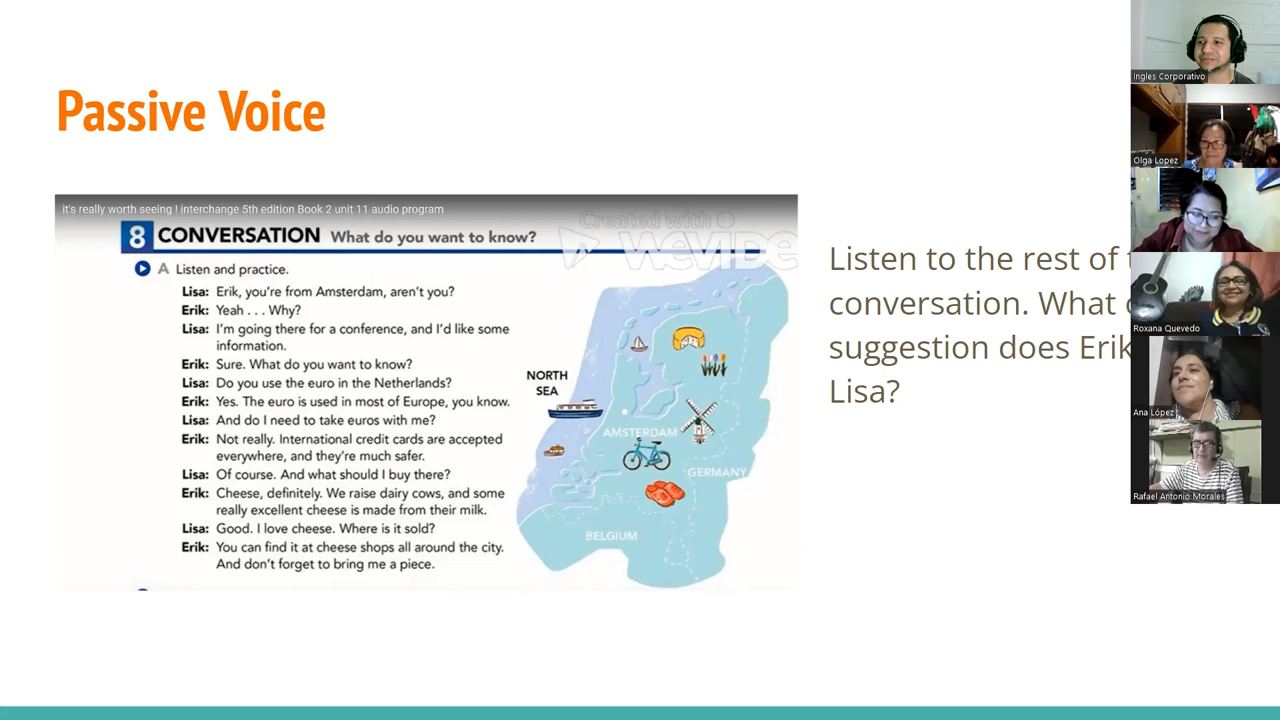 Passive Voice
it's really worth seeing ! interchange 5th edition Book 2 unit 11 audio program
Created with
WEVIDE
8 CONVERSATION What do you want to know?
A Listen and practice.
Lisa: Erik, you're from Amsterdam, aren't you?
Erik: Yeah . . . Why?
Lisa: I'm going there for a conference, and I'd like some
information.
Erik: Sure. What do you want to know?
Lisa: Do you use the euro in the Netherlands?
Erik: Yes. The euro is used in most of Europe, you know.
Lisa: And do I need to take euros with me?
Erik: Not really. International credit cards are accepted
everywhere, and they're much safer.
Lisa: Of course. And what should I buy there?
Erik: Cheese, definitely. We raise dairy cows, and some
really excellent cheese is made from their milk.
Lisa: Good. I love cheese. Where is it sold?
Erik: You can find it at cheese shops all around the city.
And don't forget to bring me a piece.
NORTH
SEA
AMSTERDAM
GERMANY
BELGIUM
Listen to the rest of
conversation. What
suggestion does Erik
Lisa?
Ingles Corporativo
Olga Lopez
Roxana Quevedo
Ana López
Rafael Antonio Morales